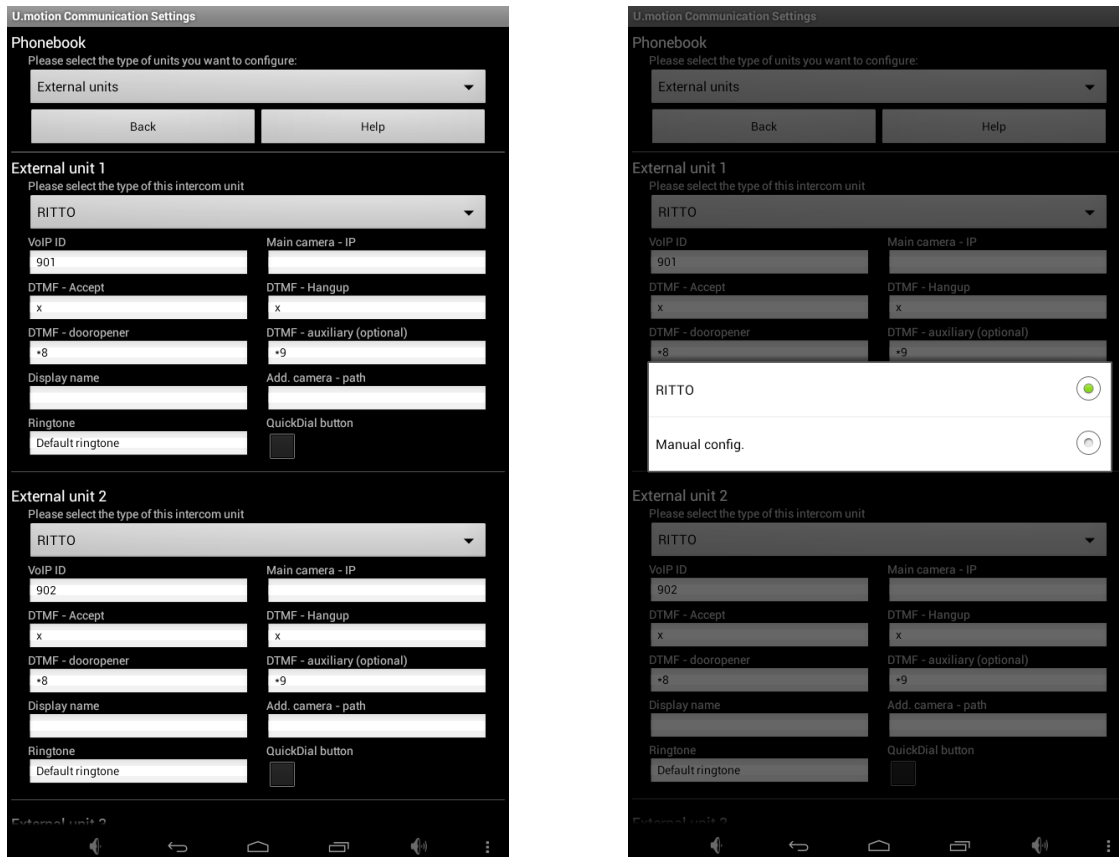 U.motion Communication Settings
Phonebook
Please select the type of units you want to configure:
External units
Back Help
External unit 1
Please select the type of this intercom unit
RITTO
VoIP ID Main camera - IP
901
DTMF - Accept DTMF - Hangup
x x
DTMF - dooropener DTMF - auxiliary (optional)
*8 *9
Display name Add. camera - path
Ringtone QuickDial button
Default ringtone
External unit 2
Please select the type of this intercom unit
RITTO
VoIP ID Main camera - IP
902
DTMF - Accept DTMF - Hangup
x x
DTMF - dooropener DTMF - auxiliary (optional)
*8 *9
Display name Add. camera - path
Ringtone QuickDial button
Default ringtone
External unit 3
U.motion Communication Settings
Phonebook
Please select the type of units you want to configure:
External units
Back Help
External unit 1
Please select the type of this intercom unit
RITTO
VoIP ID Main camera - IP
901
DTMF - Accept DTMF - Hangup
x x
DTMF - dooropener DTMF - auxiliary (optional)
*8 *9
RITTO
Manual config.
External unit 2
Please select the type of this intercom unit
RITTO
VoIP ID Main camera - IP
902
DTMF - Accept DTMF - Hangup
x x
DTMF - dooropener DTMF - auxiliary (optional)
*8 *9
Display name Add. camera - path
Ringtone QuickDial button
Default ringtone
External unit 3